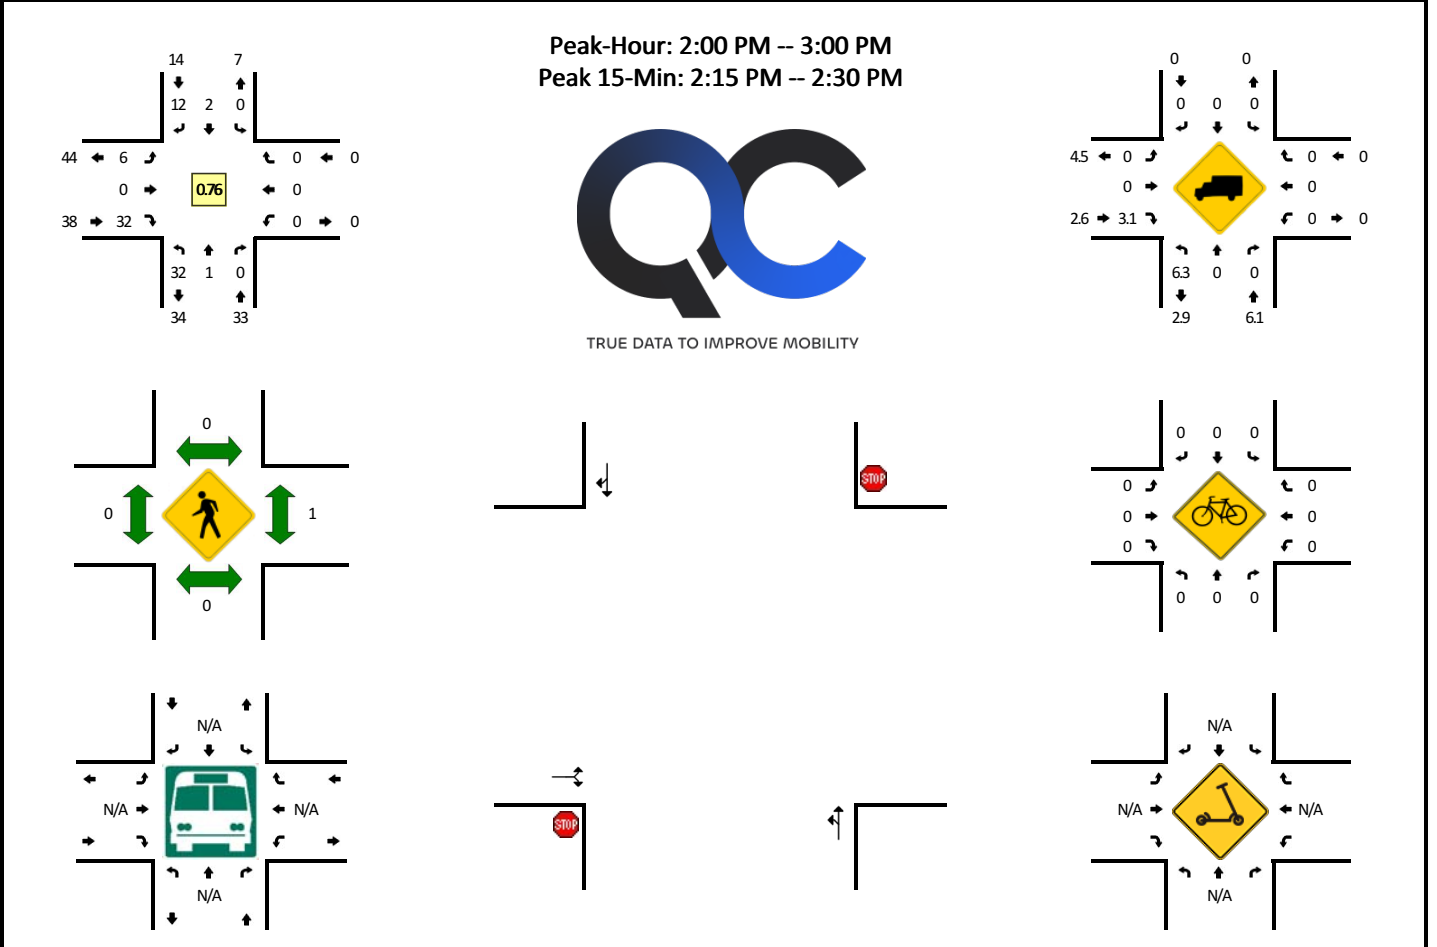 Peak-Hour: 2:00 PM -- 3:00 PM
Peak 15-Min: 2:15 PM -- 2:30 PM
14 7
12 2 0
44 6 0 0
0 0.76 0
38 32 0 0
32 1 0
34 33
QC
TRUE DATA TO IMPROVE MOBILITY
0 0
0 0 0
4.5 0 0 0
0 0
2.6 3.1 0 0
6.3 0 0
2.9 6.1
0
0 1
0
STOP
STOP
0 0 0
0 0
0 0
0 0
0 0 0
N/A
N/A N/A
N/A
N/A
N/A N/A
N/A